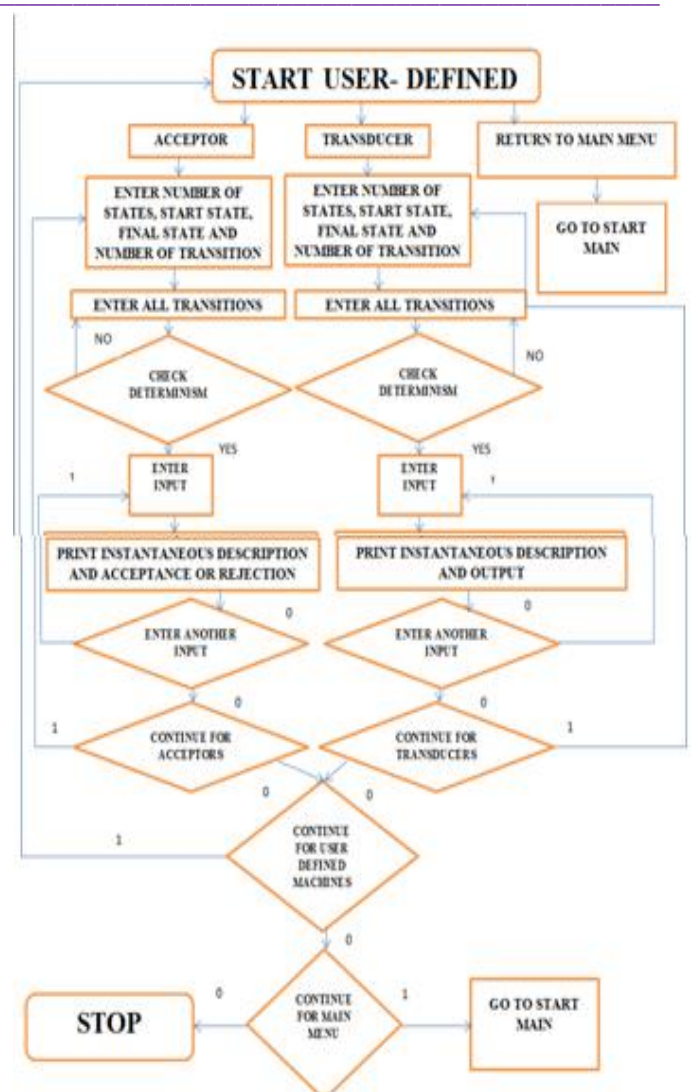 START USER- DEFINED
ACCEPTOR
TRANSDUCER
RETURN TO MAIN MENU
ENTER NUMBER OF
STATES, START STATE,
FINAL STATE AND
NUMBER OF TRANSITION
ENTER NUMBER OF
STATES, START STATE,
FINAL STATE AND
NUMBER OF TRANSITION
GO TO START
MAIN
ENTER ALL TRANSITIONS
ENTER ALL TRANSITIONS
NO
NO
CHECK
DETERMINISM
CHECK
DETERMINISM
YES
YES
ENTER
INPUT
ENTER
INPUT
PRINT INSTANTANEOUS DESCRIPTION
AND ACCEPTANCE OR REJECTION
PRINT INSTANTANEOUS DESCRIPTION
AND OUTPUT
0
0
ENTER ANOTHER
INPUT
ENTER ANOTHER
INPUT
0
0
1
1
CONTINUE FOR
ACCEPTORS
CONTINUE FOR
TRANSDUCERS
0
0
1
CONTINUE
FOR USER
DEFINED
MACHINES
0
STOP
0
CONTINUE
FOR MAIN
MENU
1
GO TO START
MAIN